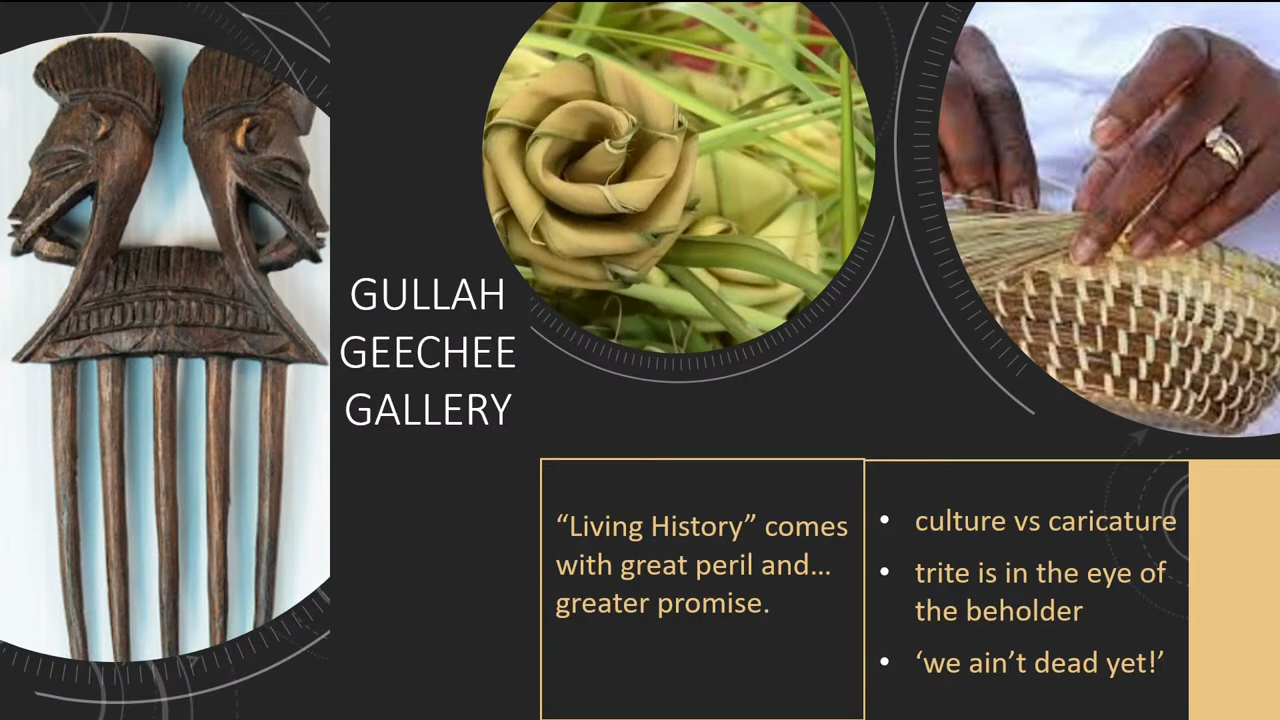 GULLAH
GEECHEE
GALLERY
“Living History” comes
with great peril and…
greater promise.
• culture vs caricature
• trite is in the eye of
the beholder
• ‘we ain’t dead yet!’